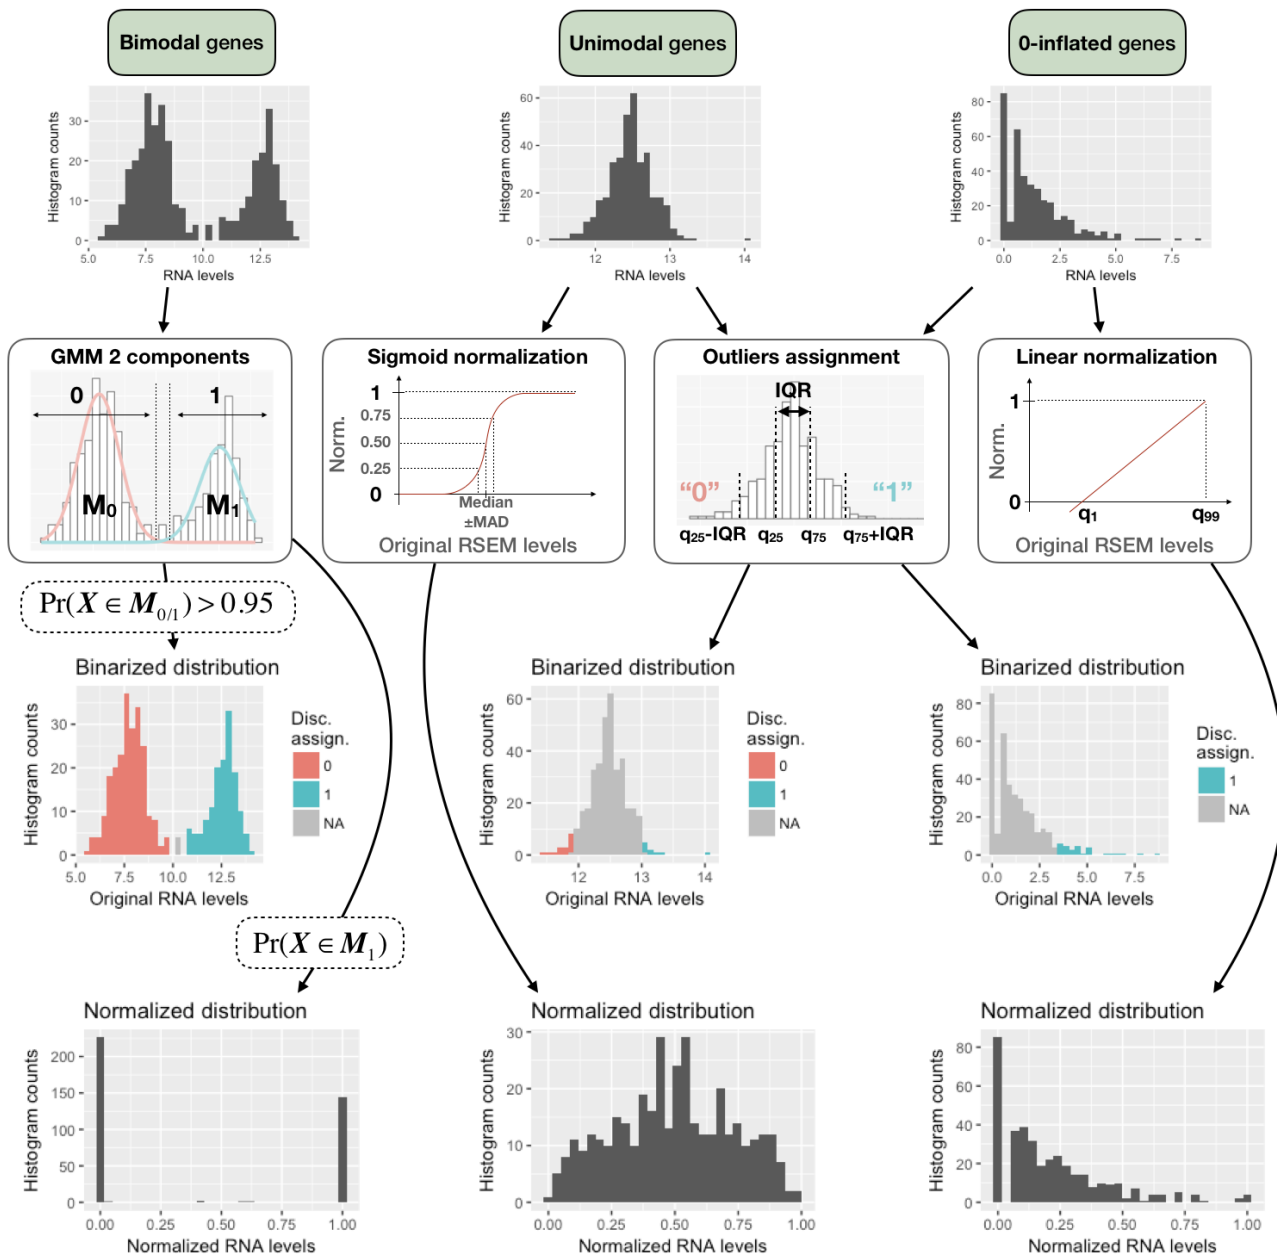 Bimodal genes
Unimodal genes
0-inflated genes
Histogram counts
30
20
10
0
5.0 7.5 10.0 12.5
RNA levels
Histogram counts
60
40
20
0
12 13 14
RNA levels
Histogram counts
80
60
40
20
0
0.0 2.5 5.0 7.5
RNA levels
GMM 2 components
0 1
M0 M1
Sigmoid normalization
Norm.
1
0.75
0.50
0.25
0
Median
±MAD
Original RSEM levels
Outliers assignment
IQR
“0” “1”
q25-IQR q25 q75 q75+IQR
Linear normalization
Norm.
1
0
q1 q99
Original RSEM levels
Pr(X ∈ M0/1) > 0.95
Binarized distribution
Histogram counts
30
20
10
0
5.0 7.5 10.0 12.5
Original RNA levels
Disc.
assign.
0
1
NA
Binarized distribution
Histogram counts
60
40
20
0
12 13 14
Original RNA levels
Disc.
assign.
0
1
NA
Binarized distribution
Histogram counts
80
60
40
20
0
0.0 2.5 5.0 7.5
Original RNA levels
Disc.
assign.
1
NA
Pr(X ∈ M1)
Normalized distribution
Histogram counts
200
150
100
50
0
0.00 0.25 0.50 0.75 1.00
Normalized RNA levels
Normalized distribution
Histogram counts
30
20
10
0
0.00 0.25 0.50 0.75 1.00
Normalized RNA levels
Normalized distribution
Histogram counts
80
60
40
20
0
0.00 0.25 0.50 0.75 1.00
Normalized RNA levels